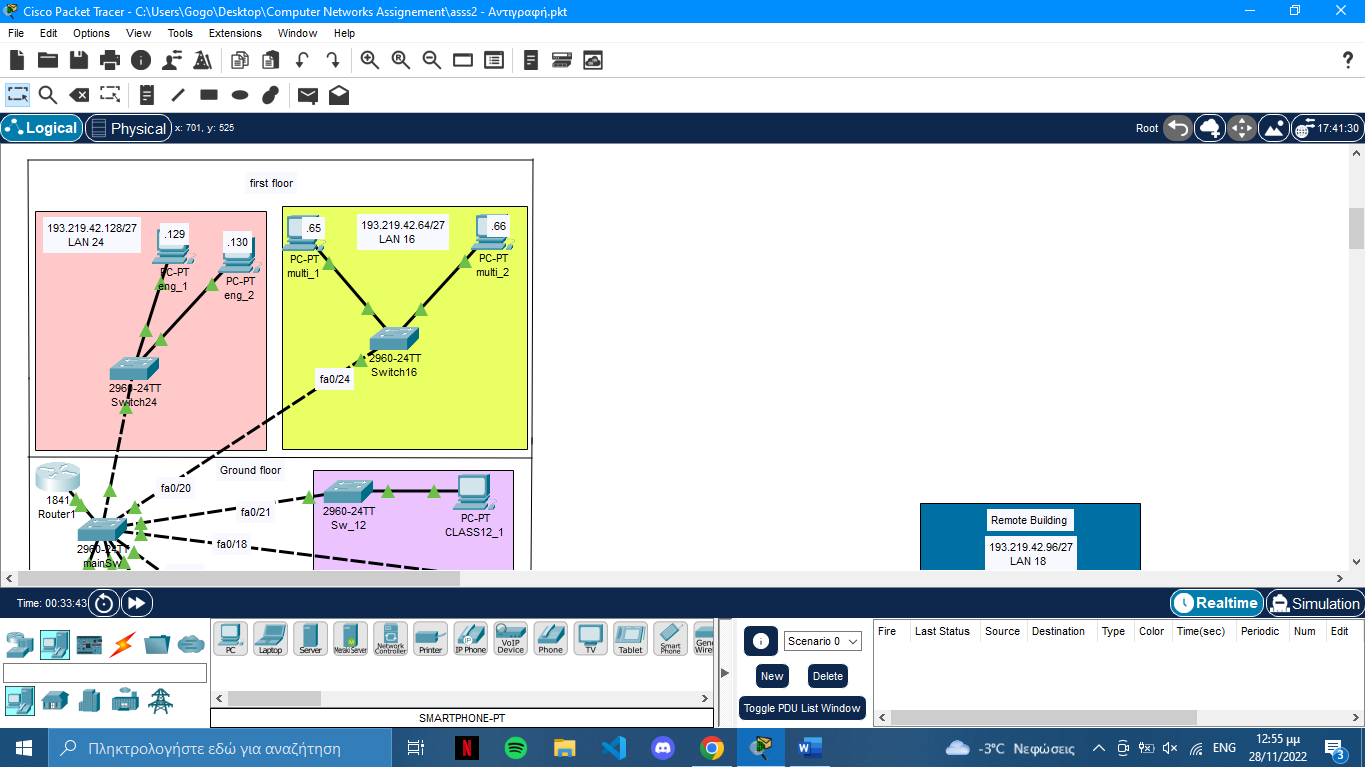 Cisco Packet Tracer - C:\Users\Gogo\Desktop\Computer Networks Assignement\asss2 - Αντιγραφή.pkt
File Edit Options View Tools Extensions Window Help
Logical Physical x: 701, y: 525 Root 17:41:30
first floor
193.219.42.128/27
LAN 24
.129
.130
PC-PT
eng_1
PC-PT
eng_2
2960-24TT
Switch24
193.219.42.64/27
LAN 16
.65
.66
PC-PT
multi_1
PC-PT
multi_2
2960-24TT
Switch16
fa0/24
Ground floor
1841
Router1
fa0/20
fa0/21
fa0/18
2960-24TT
mainSw
2960-24TT
Sw_12
PC-PT
CLASS12_1
Remote Building
193.219.42.96/27
LAN 18
Time: 00:33:43 Realtime Simulation
PC Laptop Server Meraki Server Network Controller Printer IP Phone VoIP Device Phone TV Tablet Smart Phone
SMARTPHONE-PT
Scenario 0
New Delete
Toggle PDU List Window
Fire Last Status Source Destination Type Color Time(sec) Periodic Num Edit
Πληκτρολογήστε εδώ για αναζήτηση
N
-3°C Νεφώσεις ENG
12:55 μμ
28/11/2022
3